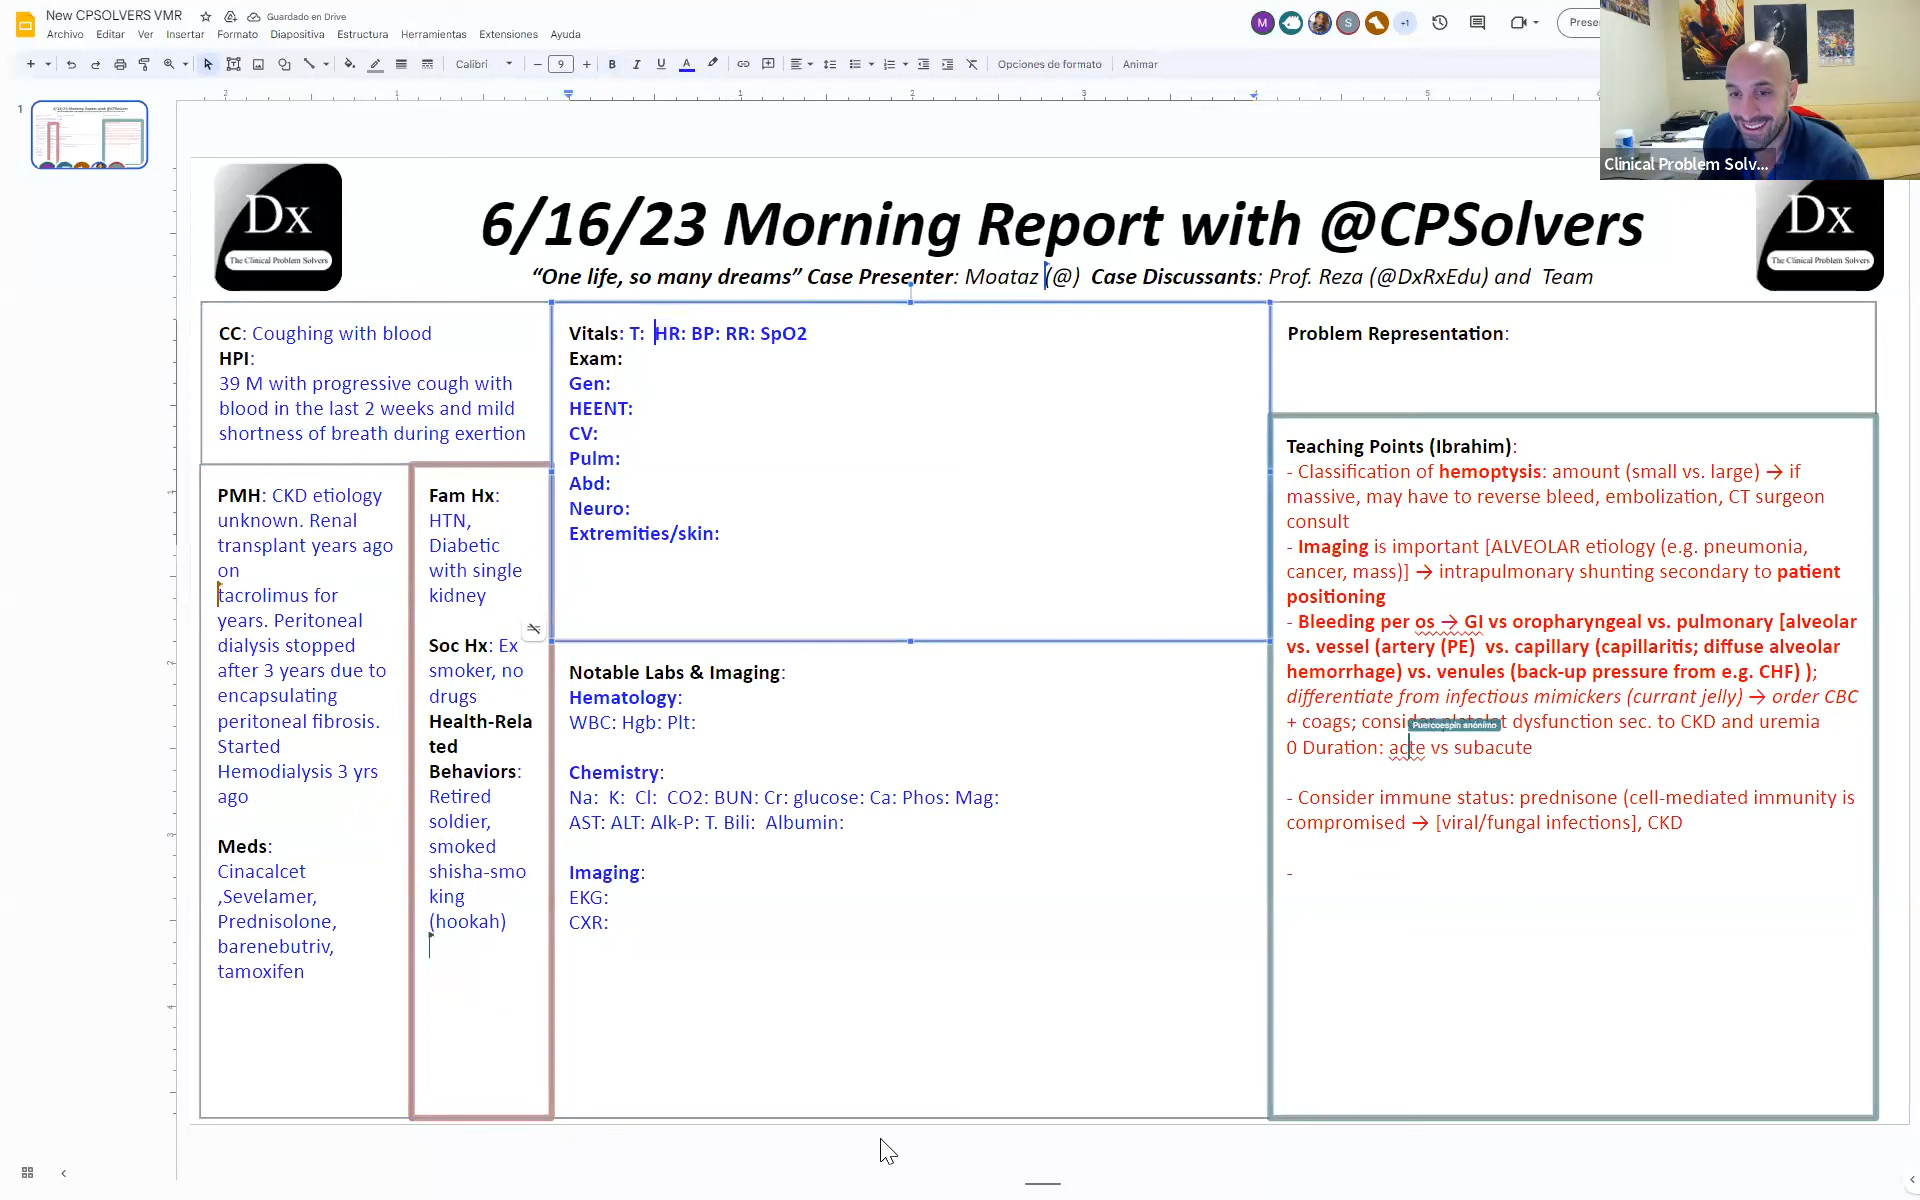 New CPSOLVERS VMR
Guardado en Drive
Archivo Editar Ver Insertar Formato Diapositiva Estructura Herramientas Extensiones Ayuda
M S +1
Calibri 9 Opciones de formato Animar
2 1 1 2 3 4 5
1
Clinical Problem Solv...
Dx
The Clinical Problem Solvers
6/16/23 Morning Report with @CPSolvers
“One life, so many dreams” Case Presenter: Moataz (@) Case Discussants: Prof. Reza (@DxRxEdu) and Team
Dx
The Clinical Problem Solvers
CC: Coughing with blood
HPI:
39 M with progressive cough with
blood in the last 2 weeks and mild
shortness of breath during exertion
PMH: CKD etiology
unknown. Renal
transplant years ago
on
tacrolimus for
years. Peritoneal
dialysis stopped
after 3 years due to
encapsulating
peritoneal fibrosis.
Started
Hemodialysis 3 yrs
ago
Meds:
Cinacalcet
,Sevelamer,
Prednisolone,
barenebutriv,
tamoxifen
Fam Hx:
HTN,
Diabetic
with single
kidney
Soc Hx: Ex
smoker, no
drugs
Health-Rela
ted
Behaviors:
Retired
soldier,
smoked
shisha-smo
king
(hookah)
Vitals: T: HR: BP: RR: SpO2
Exam:
Gen:
HEENT:
CV:
Pulm:
Abd:
Neuro:
Extremities/skin:
Notable Labs & Imaging:
Hematology:
WBC: Hgb: Plt:
Chemistry:
Na: K: Cl: CO2: BUN: Cr: glucose: Ca: Phos: Mag:
AST: ALT: Alk-P: T. Bili: Albumin:
Imaging:
EKG:
CXR:
Problem Representation:
Teaching Points (Ibrahim):
- Classification of hemoptysis: amount (small vs. large) → if
massive, may have to reverse bleed, embolization, CT surgeon
consult
- Imaging is important [ALVEOLAR etiology (e.g. pneumonia,
cancer, mass)] → intrapulmonary shunting secondary to patient
positioning
- Bleeding per os → GI vs oropharyngeal vs. pulmonary [alveolar
vs. vessel (artery (PE) vs. capillary (capillaritis; diffuse alveolar
hemorrhage) vs. venules (back-up pressure from e.g. CHF) );
differentiate from infectious mimickers (currant jelly) → order CBC
+ coags; consider platelet dysfunction sec. to CKD and uremia
Puercoespín anónimo
0 Duration: acte vs subacute
- Consider immune status: prednisone (cell-mediated immunity is
compromised → [viral/fungal infections], CKD
-